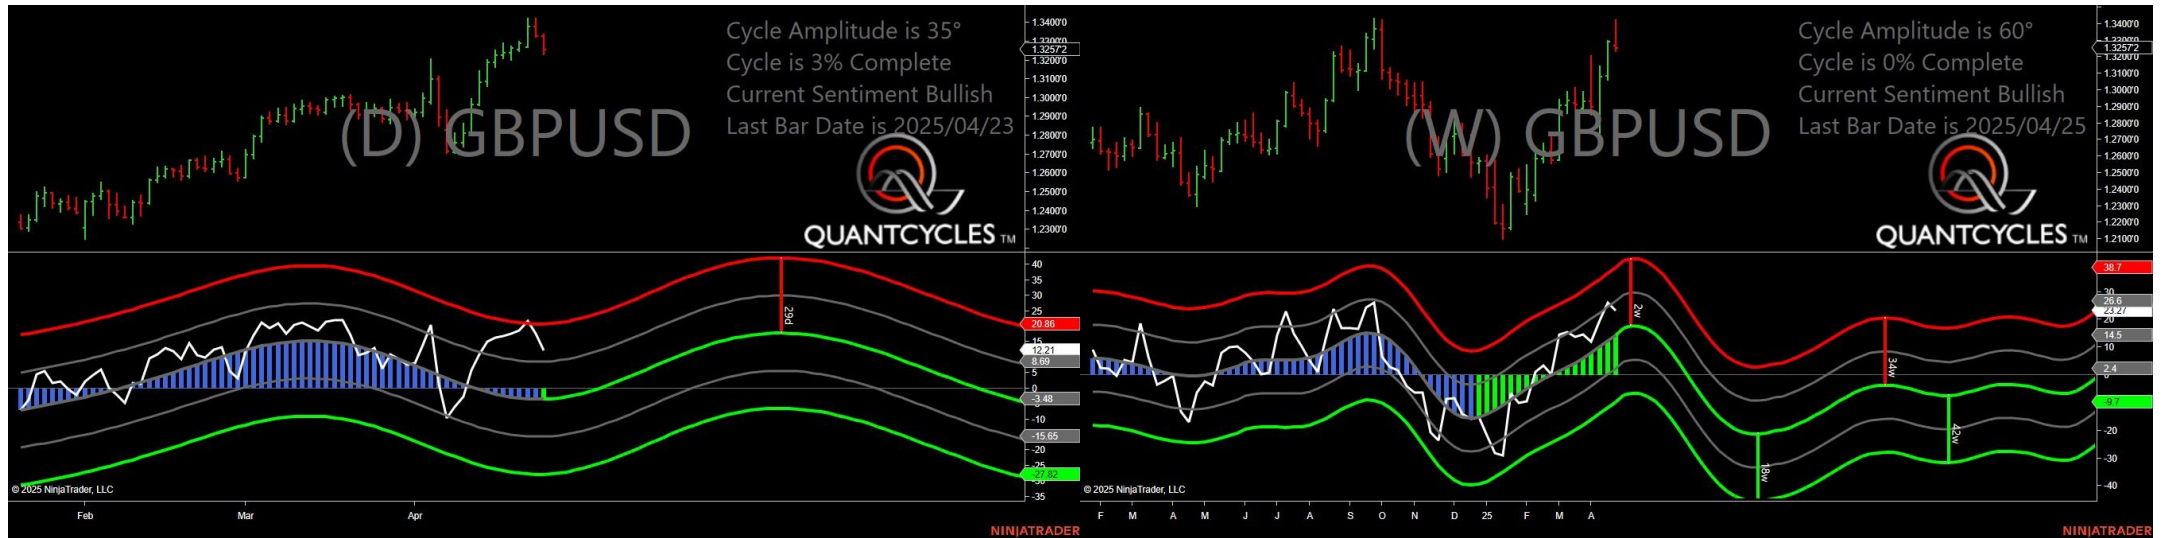 Cycle Amplitude is 35°
Cycle is 3% Complete
Current Sentiment Bullish
Last Bar Date is 2025/04/23
(D) GBPUSD
QUANTCYCLES TM
1.3400'0
1.3257'2
1.3200'0
1.3100'0
1.3000'0
1.2900'0
1.2800'0
1.2700'0
1.2600'0
1.2500'0
1.2400'0
1.2300'0
40
35
30
25
20.86
15
12.21
8.69
5
0
-3.48
-10
-15.65
-20
-25
-27.82
-35
29d
© 2025 NinjaTrader, LLC
Feb Mar Apr
NINJATRADER
Cycle Amplitude is 60°
Cycle is 0% Complete
Current Sentiment Bullish
Last Bar Date is 2025/04/25
(W) GBPUSD
QUANTCYCLES TM
1.3400'0
1.3257'2
1.3100'0
1.3000'0
1.2900'0
1.2800'0
1.2700'0
1.2600'0
1.2500'0
1.2400'0
1.2300'0
1.2200'0
1.2100'0
38.7
30
26.6
23.27
20
14.5
10
2.4
-9.7
-20
-30
-40
2w
34w
42w
18w
© 2025 NinjaTrader, LLC
F M A M J J A S O N D 25 F M A
NINJATRADER